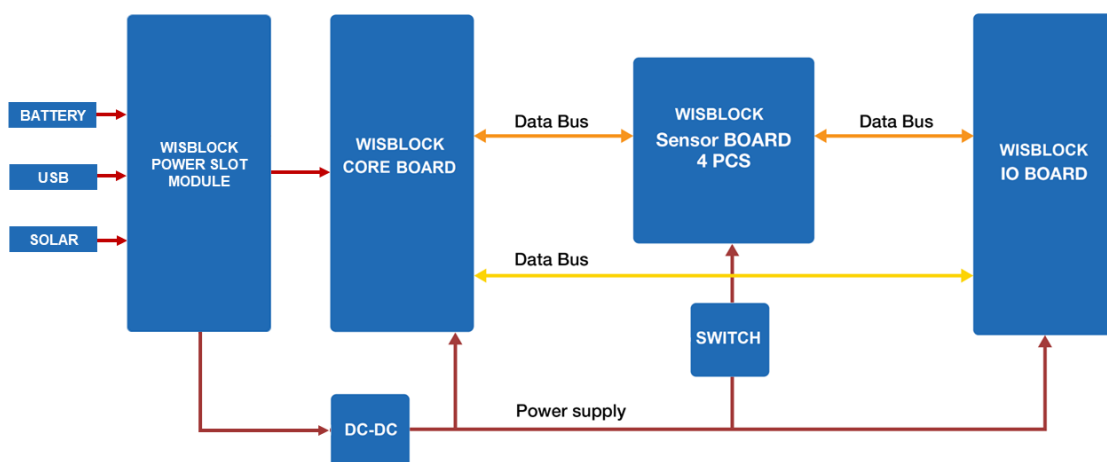 BATTERY
USB
SOLAR
WISBLOCK
POWER SLOT
MODULE
WISBLOCK
CORE BOARD
Data Bus
WISBLOCK
Sensor BOARD
4 PCS
Data Bus
WISBLOCK
IO BOARD
Data Bus
SWITCH
DC-DC
Power supply